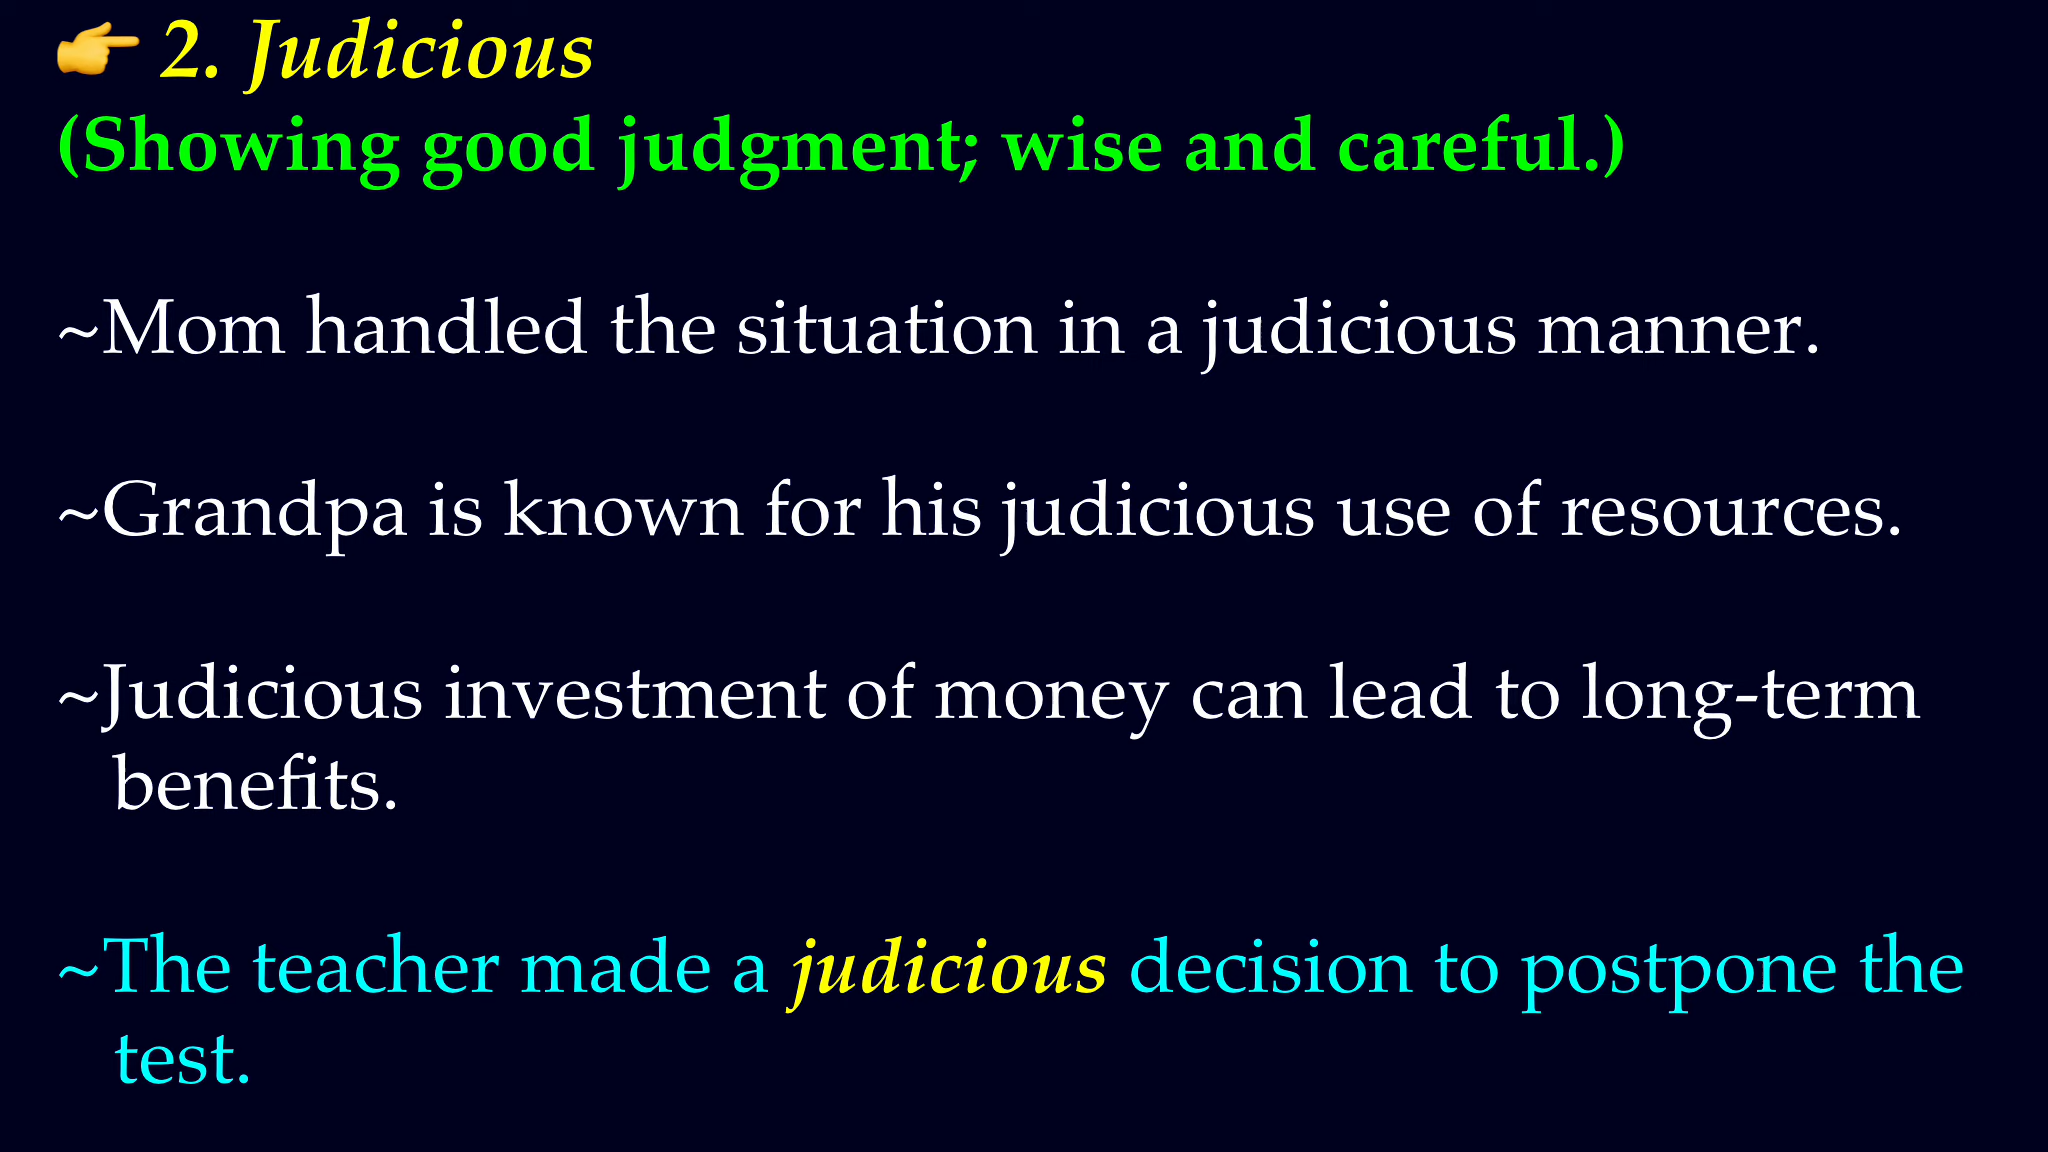 👉 2. Judicious
(Showing good judgment; wise and careful.)
~Mom handled the situation in a judicious manner.
~Grandpa is known for his judicious use of resources.
~Judicious investment of money can lead to long-term
benefits.
~The teacher made a judicious decision to postpone the
test.